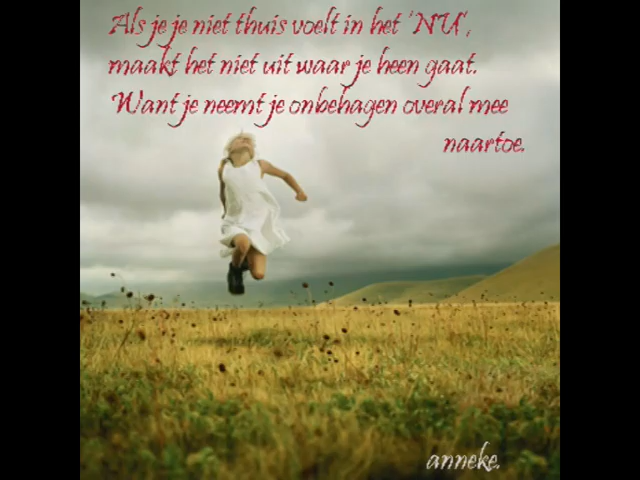 Als je je niet thuis voelt in het 'NU',
maakt het niet uit waar je heen gaat.
Want je neemt je onbehagen overal mee
naartoe.
anneke.